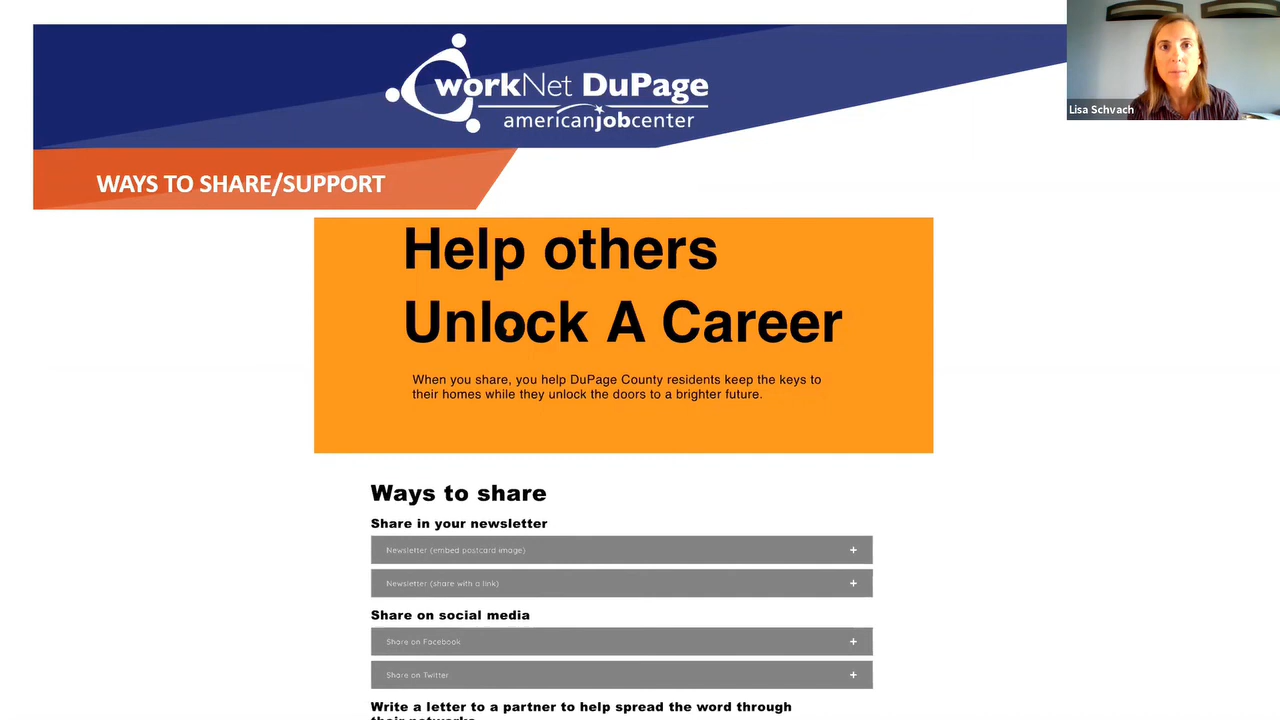 workNet DuPage
americanjobcenter
Lisa Schvach
WAYS TO SHARE/SUPPORT
Help others
Unlock A Career
When you share, you help DuPage County residents keep the keys to
their homes while they unlock the doors to a brighter future.
Ways to share
Share in your newsletter
Newsletter (embed postcard image) +
Newsletter (share with a link) +
Share on social media
Share on Facebook +
Share on Twitter +
Write a letter to a partner to help spread the word through
their networks